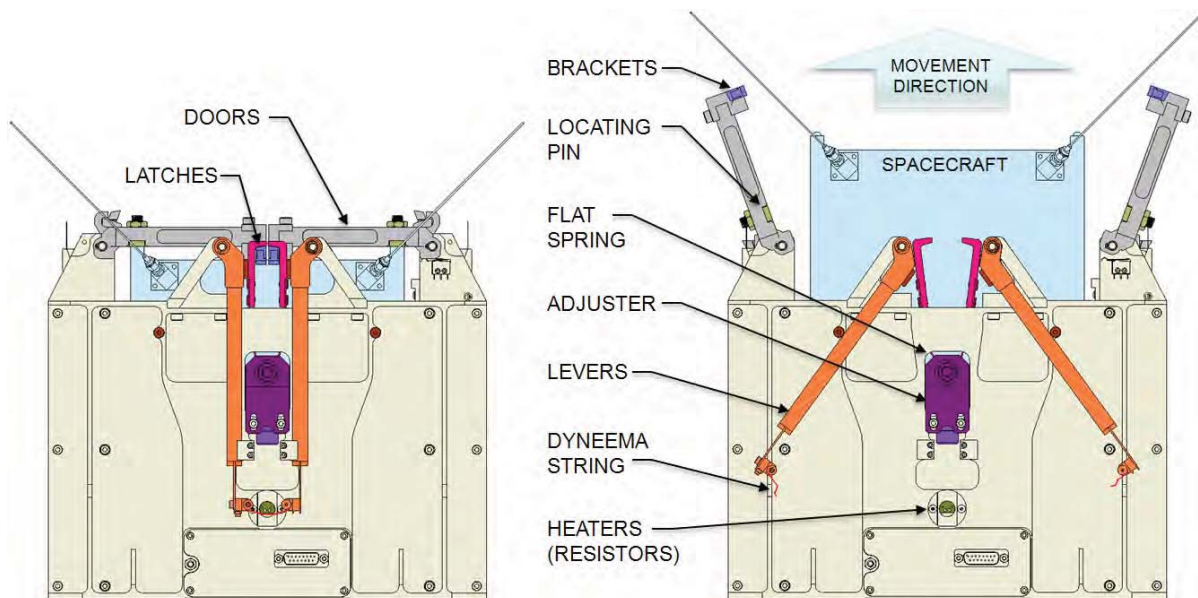 DOORS
LATCHES
BRACKETS
LOCATING
PIN
FLAT
SPRING
ADJUSTER
LEVERS
DYNEEMA
STRING
HEATERS
(RESISTORS)
MOVEMENT
DIRECTION
SPACECRAFT